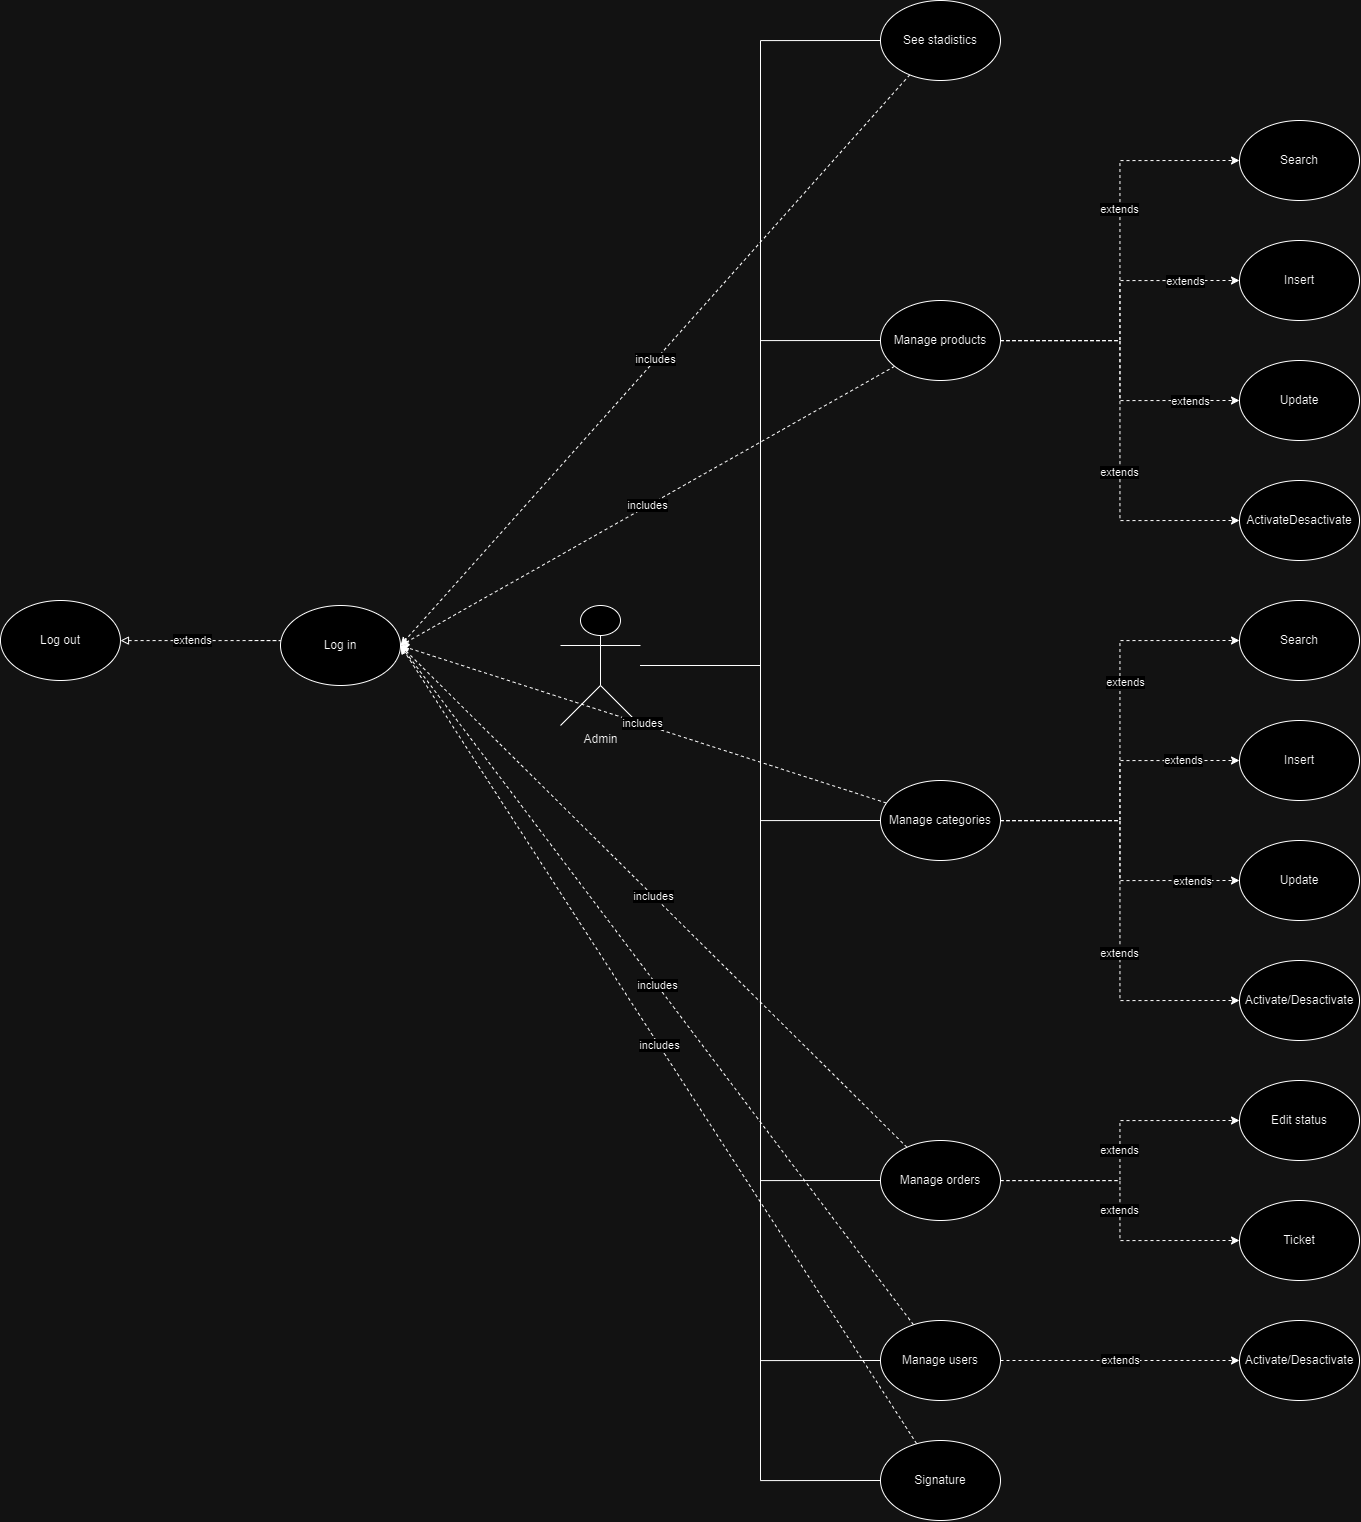 See stadistics
Search
extends
Insert
extends
Manage products
includes
Update
extends
extends
includes
ActivateDesactivate
Log out
extends
Log in
Search
extends
includes
Admin
Insert
extends
Manage categories
Update
extends
includes
extends
includes
Activate/Desactivate
includes
Edit status
extends
Manage orders
extends
Ticket
Manage users
extends
Activate/Desactivate
Signature